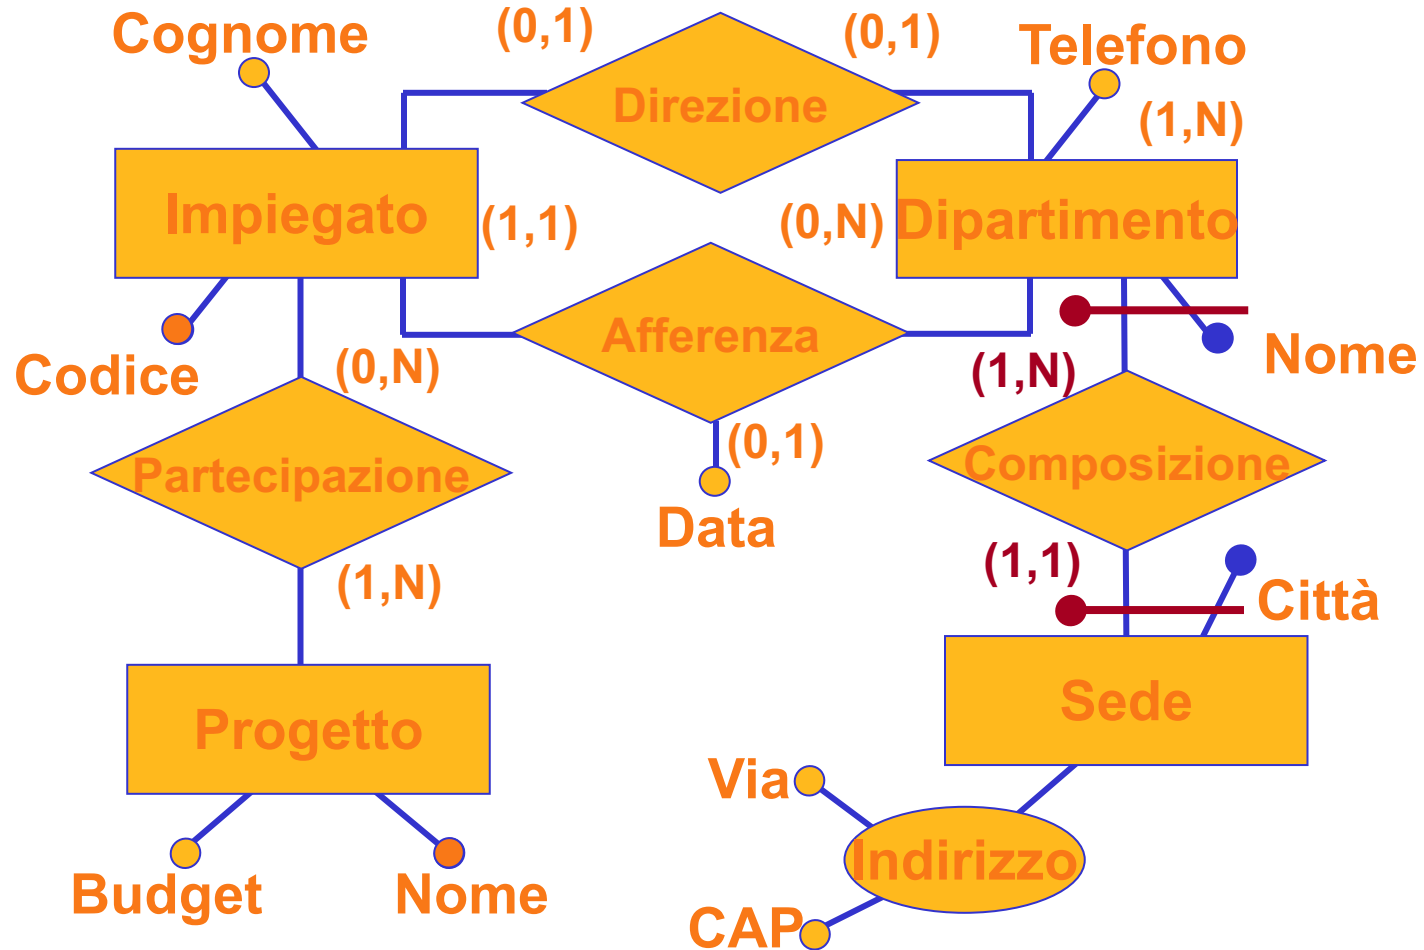 Cognome
(0,1)
(0,1)
Telefono
Direzione
(1,N)
Impiegato
(1,1)
(0,N)
Dipartimento
Afferenza
Codice
(0,N)
(1,N)
Nome
(0,1)
Partecipazione
Composizione
Data
(1,N)
(1,1)
Città
Sede
Progetto
Via
Indirizzo
Budget
Nome
CAP